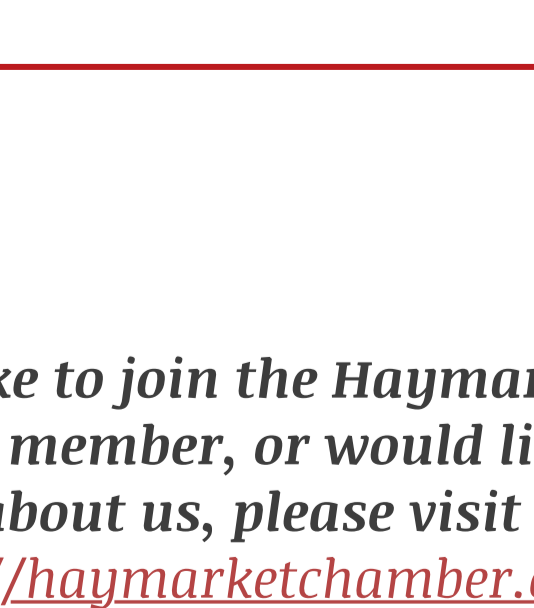 ke to join the Haymar
member, or would li
about us, please visit
//haymarketchamber.